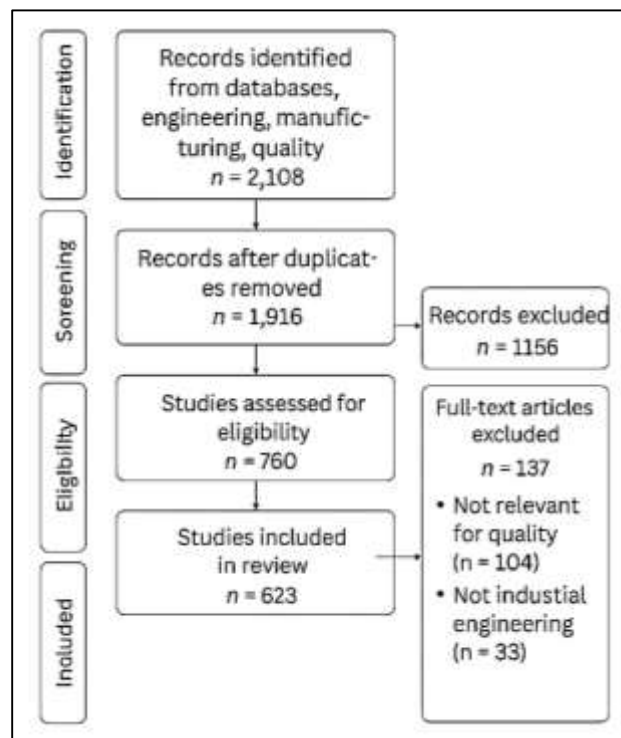 Identification
Records identified
from databases,
engineering, manufic-
turing, quality
n = 2,108
Soreening
Records after duplicat-
es removed
n = 1,916
Records excluded
n = 1156
Eliglbility
Studies assessed for
eligibility
n = 760
Full-text articles
excluded
n = 137
• Not relevant
for quality
(n = 104)
• Not industial
engineering
(n = 33)
Studies included
in review
n = 623
Inoluded